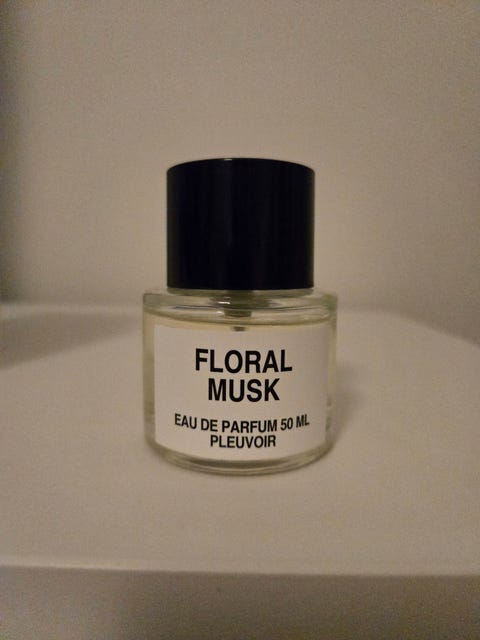 FLORAL
MUSK
EAU DE PARFUM 50 ML
PLEUVOIR